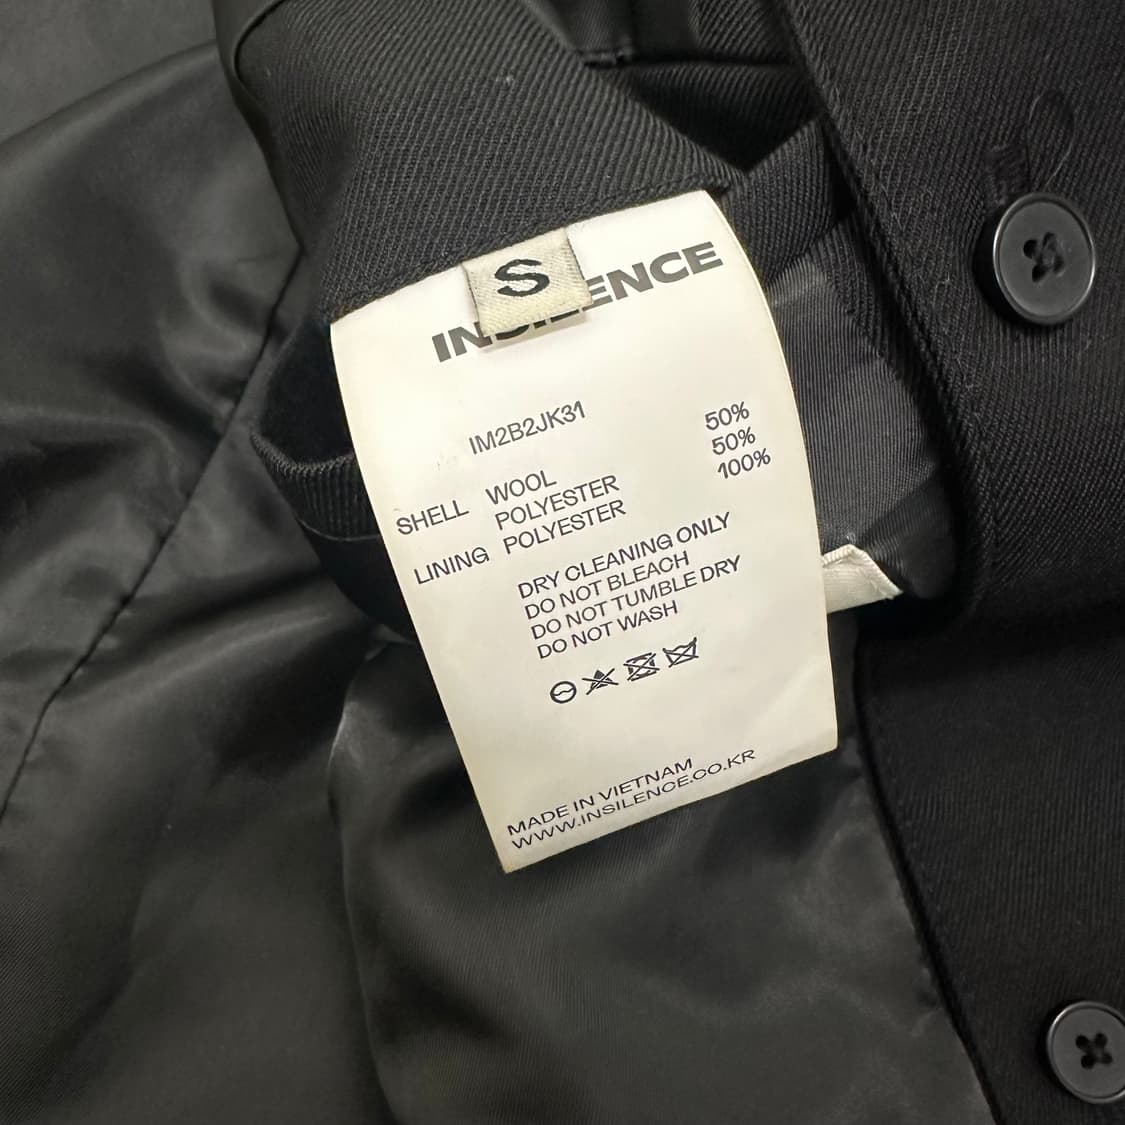 S
INSILENCE
IM2B2JK31
SHELL WOOL 50%
POLYESTER 50%
LINING POLYESTER 100%
DRY CLEANING ONLY
DO NOT BLEACH
DO NOT TUMBLE DRY
DO NOT WASH
MADE IN VIETNAM
WWW.INSILENCE.CO.KR